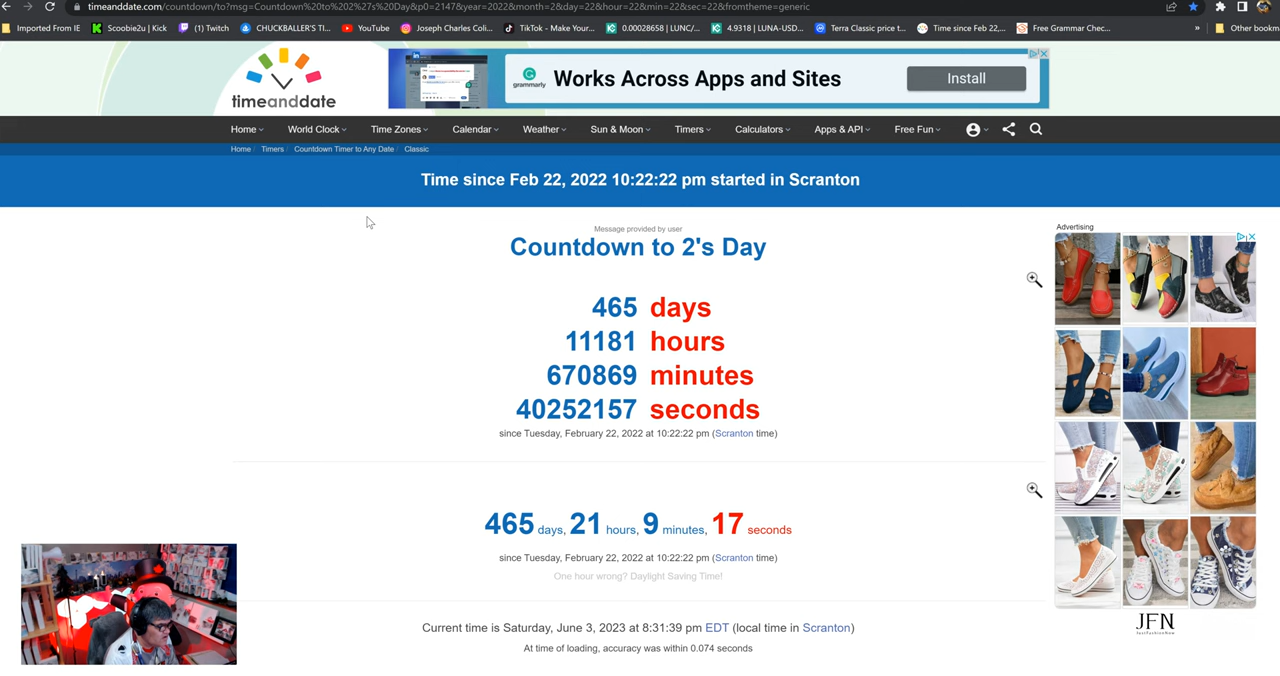 timeanddate.com/countdown/to?msg=Countdown%20to%202%27s%20Day&p0=2147&year=2022&month=2&day=22&hour=22&min=22&sec=22&fromtheme=generic
Imported From IE
Scoobie2u | Kick
(1) Twitch
CHUCKBALLER'S TI...
YouTube
Joseph Charles Coli...
TikTok - Make Your...
0.00028658 | LUNC/...
4.9318 | LUNA-USD...
Terra Classic price t...
Time since Feb 22,...
Free Grammar Chec...
»
Other bookm
timeanddate
grammarly
Works Across Apps and Sites
Install
Home World Clock Time Zones Calendar Weather Sun & Moon Timers Calculators Apps & API Free Fun
Home / Timers / Countdown Timer to Any Date / Classic
Time since Feb 22, 2022 10:22:22 pm started in Scranton
Message provided by user
Countdown to 2's Day
465 days
11181 hours
670869 minutes
40252157 seconds
since Tuesday, February 22, 2022 at 10:22:22 pm (Scranton time)
465 days, 21 hours, 9 minutes, 17 seconds
since Tuesday, February 22, 2022 at 10:22:22 pm (Scranton time)
One hour wrong? Daylight Saving Time!
Current time is Saturday, June 3, 2023 at 8:31:39 pm EDT (local time in Scranton)
At time of loading, accuracy was within 0.074 seconds
Advertising
JFN
JustFashionNow